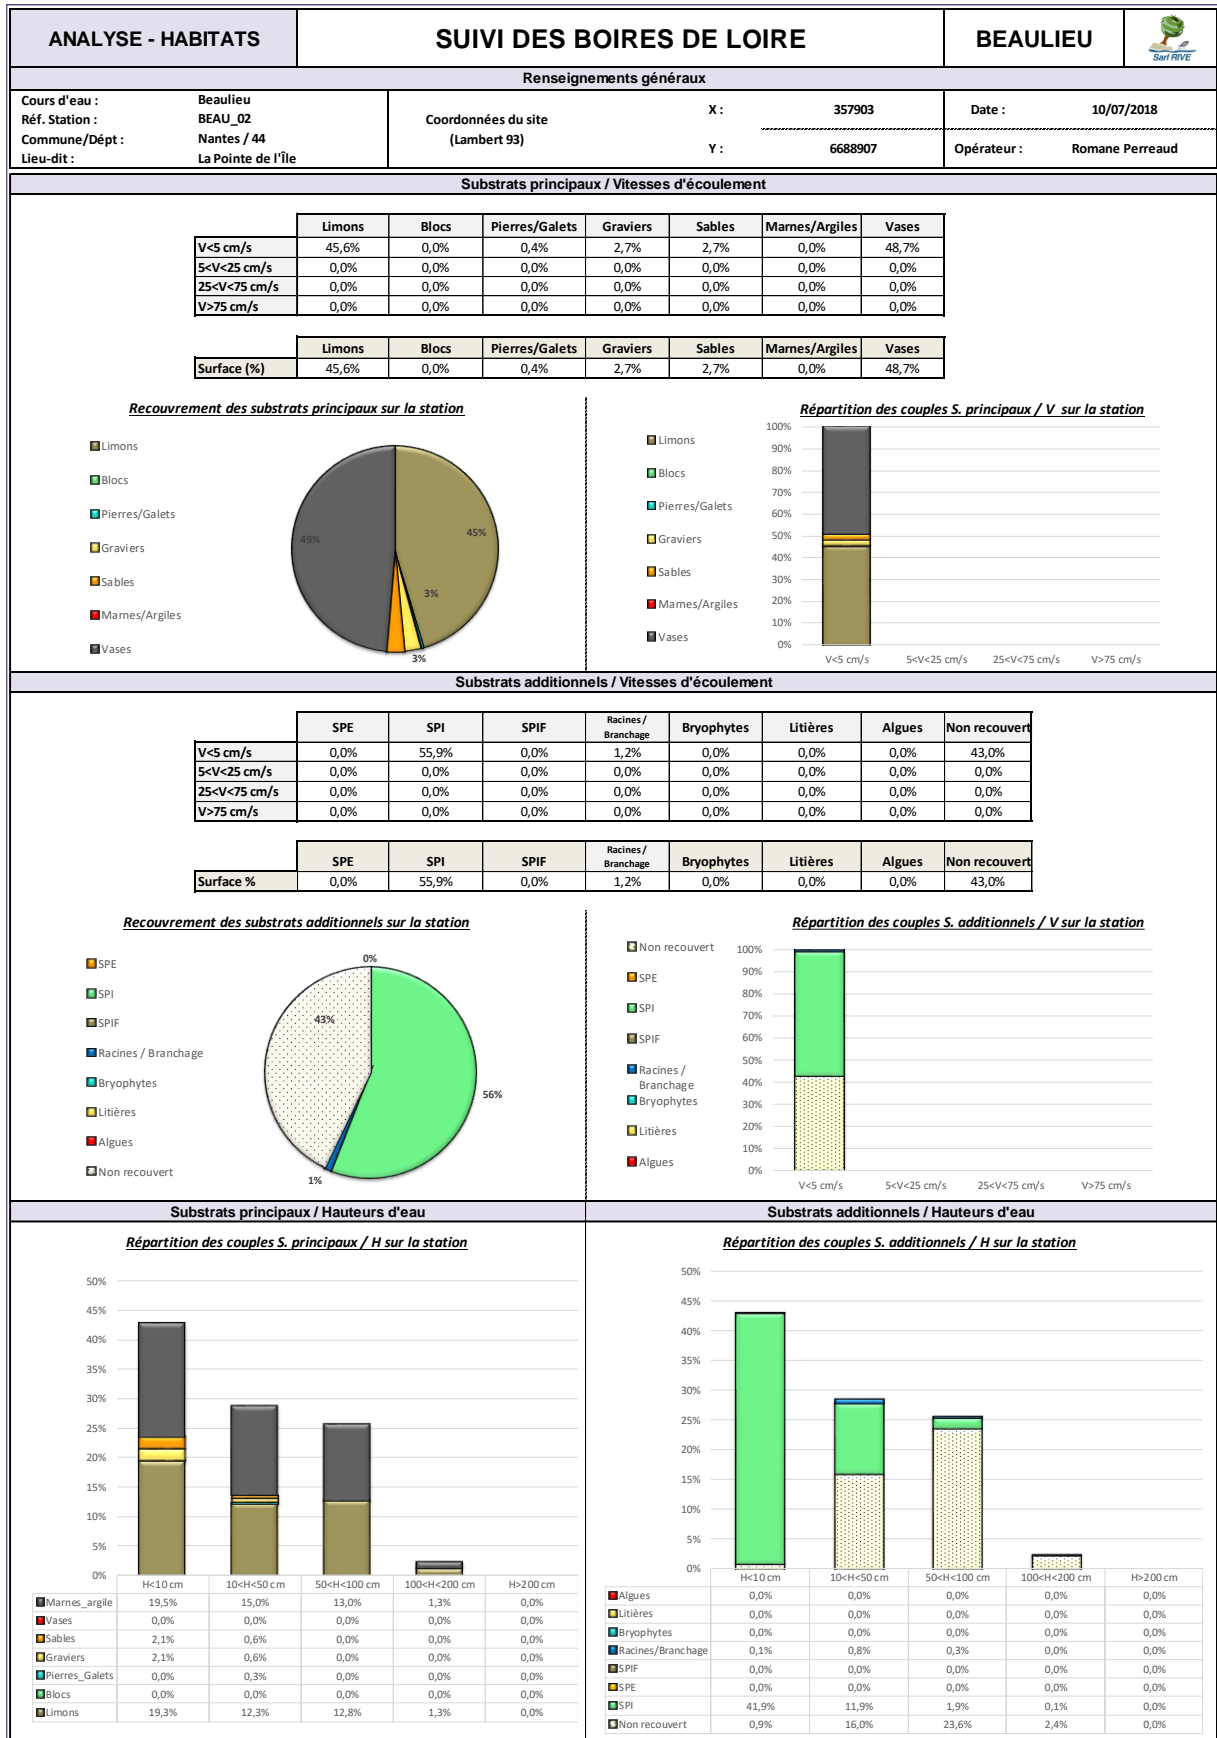 ANALYSE - HABITATS SUIVI DES BOIRES DE LOIRE BEAULIEU
Sarl RIVE
Renseignements généraux
Cours d'eau : Beaulieu
Réf. Station : BEAU_02
Commune/Dépt : Nantes / 44
Lieu-dit : La Pointe de l'Île
Coordonnées du site
(Lambert 93)
X : 357903
Y : 6688907
Date : 10/07/2018
Opérateur : Romane Perreaud
Substrats principaux / Vitesses d'écoulement
Limons Blocs Pierres/Galets Graviers Sables Marnes/Argiles Vases
V<5 cm/s 45,6% 0,0% 0,4% 2,7% 2,7% 0,0% 48,7%
5<V<25 cm/s 0,0% 0,0% 0,0% 0,0% 0,0% 0,0% 0,0%
25<V<75 cm/s 0,0% 0,0% 0,0% 0,0% 0,0% 0,0% 0,0%
V>75 cm/s 0,0% 0,0% 0,0% 0,0% 0,0% 0,0% 0,0%
Limons Blocs Pierres/Galets Graviers Sables Marnes/Argiles Vases
Surface (%) 45,6% 0,0% 0,4% 2,7% 2,7% 0,0% 48,7%
Recouvrement des substrats principaux sur la station
Limons
Blocs
Pierres/Galets
Graviers
Sables
Marnes/Argiles
Vases
49%
45%
3%
3%
Répartition des couples S. principaux / V sur la station
Limons
Blocs
Pierres/Galets
Graviers
Sables
Marnes/Argiles
Vases
100%
90%
80%
70%
60%
50%
40%
30%
20%
10%
0%
V<5 cm/s 5<V<25 cm/s 25<V<75 cm/s V>75 cm/s
Substrats additionnels / Vitesses d'écoulement
SPE SPI SPIF Racines / Branchage Bryophytes Litières Algues Non recouvert
V<5 cm/s 0,0% 55,9% 0,0% 1,2% 0,0% 0,0% 0,0% 43,0%
5<V<25 cm/s 0,0% 0,0% 0,0% 0,0% 0,0% 0,0% 0,0% 0,0%
25<V<75 cm/s 0,0% 0,0% 0,0% 0,0% 0,0% 0,0% 0,0% 0,0%
V>75 cm/s 0,0% 0,0% 0,0% 0,0% 0,0% 0,0% 0,0% 0,0%
SPE SPI SPIF Racines / Branchage Bryophytes Litières Algues Non recouvert
Surface % 0,0% 55,9% 0,0% 1,2% 0,0% 0,0% 0,0% 43,0%
Recouvrement des substrats additionnels sur la station
SPE
SPI
SPIF
Racines / Branchage
Bryophytes
Litières
Algues
Non recouvert
0%
43%
56%
1%
Répartition des couples S. additionnels / V sur la station
Non recouvert
SPE
SPI
SPIF
Racines /
Branchage
Bryophytes
Litières
Algues
100%
90%
80%
70%
60%
50%
40%
30%
20%
10%
0%
V<5 cm/s 5<V<25 cm/s 25<V<75 cm/s V>75 cm/s
Substrats principaux / Hauteurs d'eau
Répartition des couples S. principaux / H sur la station
50%
45%
40%
35%
30%
25%
20%
15%
10%
5%
0%
H<10 cm 10<H<50 cm 50<H<100 cm 100<H<200 cm H>200 cm
Marnes_argile 19,5% 15,0% 13,0% 1,3% 0,0%
Vases 0,0% 0,0% 0,0% 0,0% 0,0%
Sables 2,1% 0,6% 0,0% 0,0% 0,0%
Graviers 2,1% 0,6% 0,0% 0,0% 0,0%
Pierres_Galets 0,0% 0,3% 0,0% 0,0% 0,0%
Blocs 0,0% 0,0% 0,0% 0,0% 0,0%
Limons 19,3% 12,3% 12,8% 1,3% 0,0%
Substrats additionnels / Hauteurs d'eau
Répartition des couples S. additionnels / H sur la station
50%
45%
40%
35%
30%
25%
20%
15%
10%
5%
0%
H<10 cm 10<H<50 cm 50<H<100 cm 100<H<200 cm H>200 cm
Algues 0,0% 0,0% 0,0% 0,0% 0,0%
Litières 0,0% 0,0% 0,0% 0,0% 0,0%
Bryophytes 0,0% 0,0% 0,0% 0,0% 0,0%
Racines/Branchage 0,1% 0,8% 0,3% 0,0% 0,0%
SPIF 0,0% 0,0% 0,0% 0,0% 0,0%
SPE 0,0% 0,0% 0,0% 0,0% 0,0%
SPI 41,9% 11,9% 1,9% 0,1% 0,0%
Non recouvert 0,9% 16,0% 23,6% 2,4% 0,0%